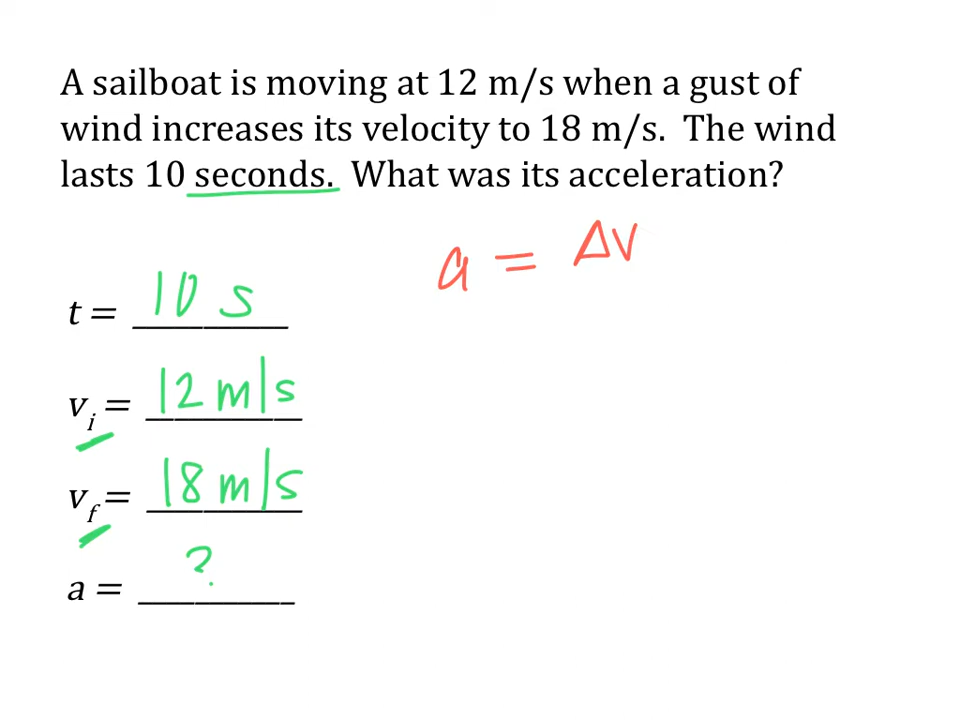 A sailboat is moving at 12 m/s when a gust of
wind increases its velocity to 18 m/s. The wind
lasts 10 seconds. What was its acceleration?
a = Δv
t = 10 s
vᵢ = 12 m/s
v_f = 18 m/s
a = ?